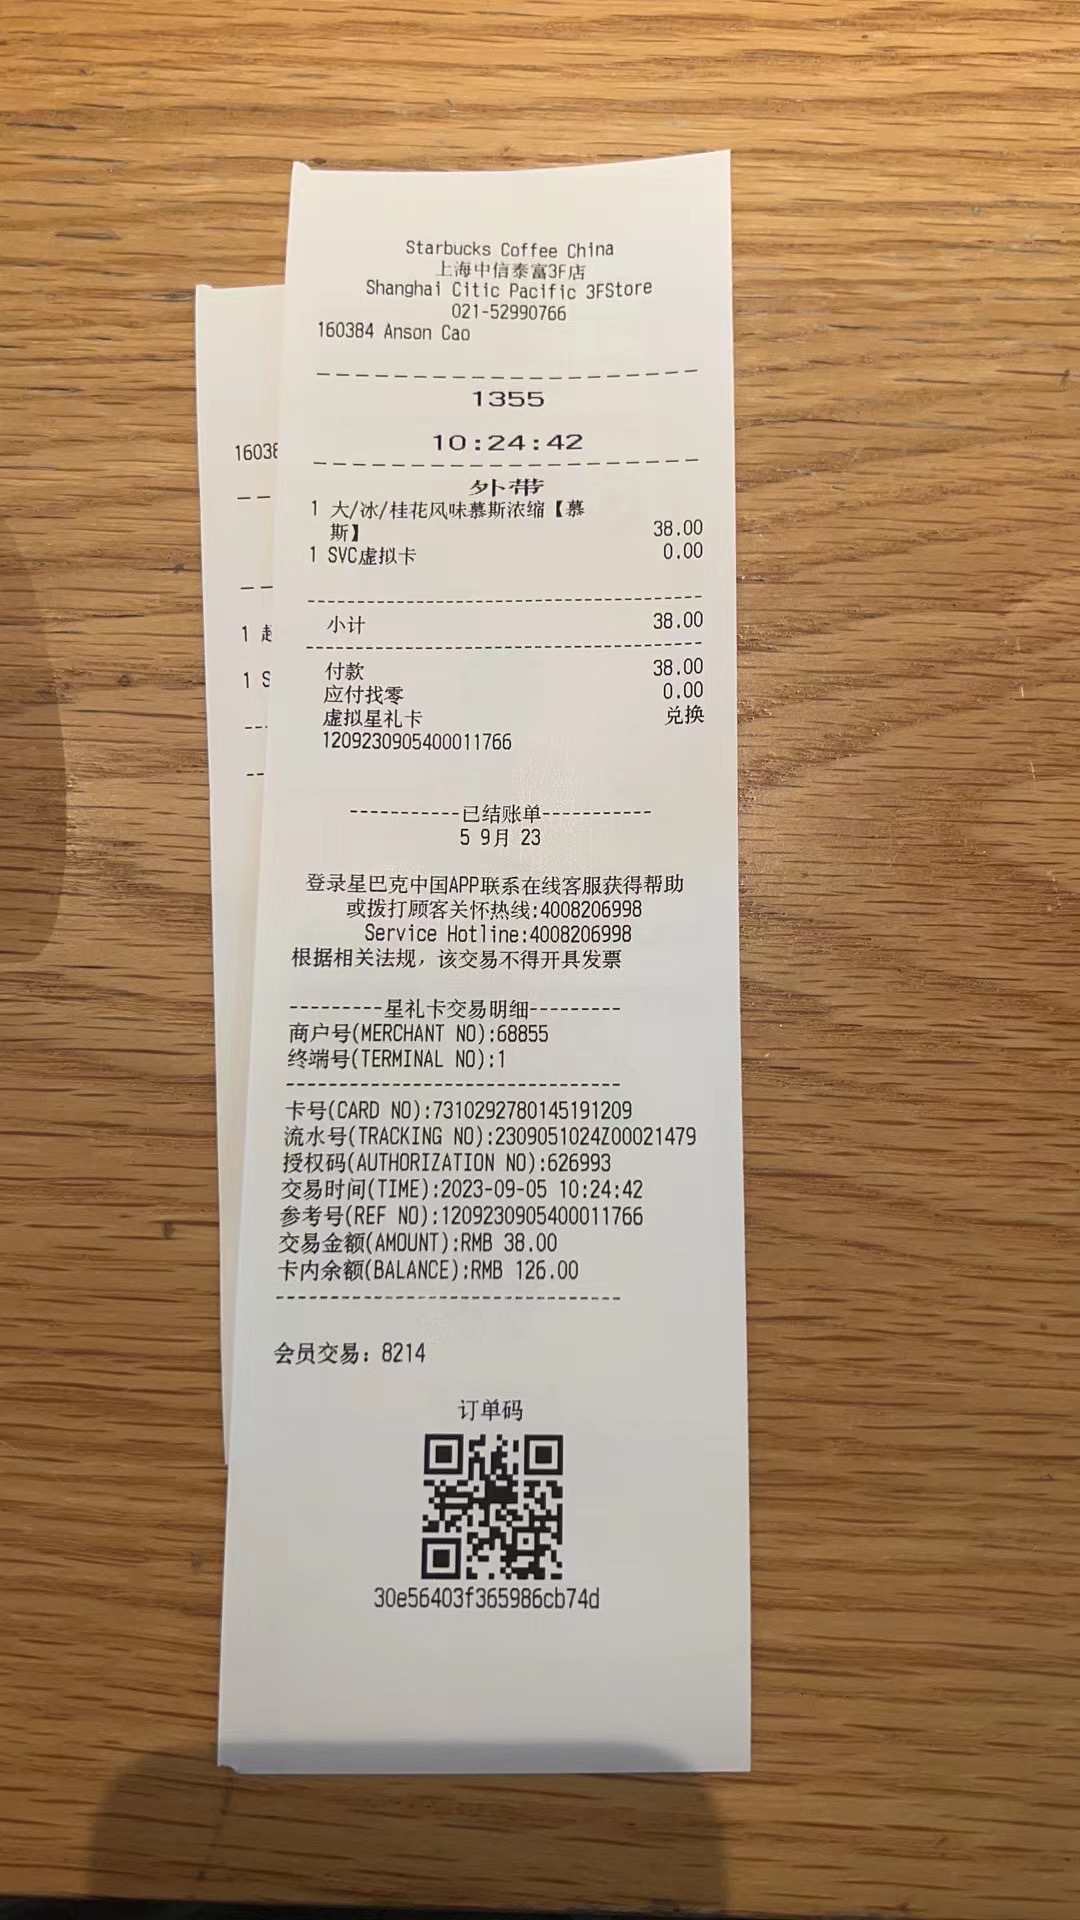 Starbucks Coffee China
上海中信泰富3F店
Shanghai Citic Pacific 3FStore
021-52990766
160384 Anson Cao
1355
10:24:42
外带
1 大/冰/桂花风味慕斯浓缩【慕
斯】 38.00
1 SVC虚拟卡 0.00
小计 38.00
付款 38.00
应付找零 0.00
虚拟星礼卡 兑换
1209230905400011766
-----------已结账单-----------
5 9月 23
登录星巴克中国APP联系在线客服获得帮助
或拨打顾客关怀热线:4008206998
Service Hotline:4008206998
根据相关法规，该交易不得开具发票
---------星礼卡交易明细---------
商户号(MERCHANT NO):68855
终端号(TERMINAL NO):1
卡号(CARD NO):7310292780145191209
流水号(TRACKING NO):2309051024Z00021479
授权码(AUTHORIZATION NO):626993
交易时间(TIME):2023-09-05 10:24:42
参考号(REF NO):1209230905400011766
交易金额(AMOUNT):RMB 38.00
卡内余额(BALANCE):RMB 126.00
会员交易：8214
订单码
30e56403f365986cb74d
16038
1
1 S